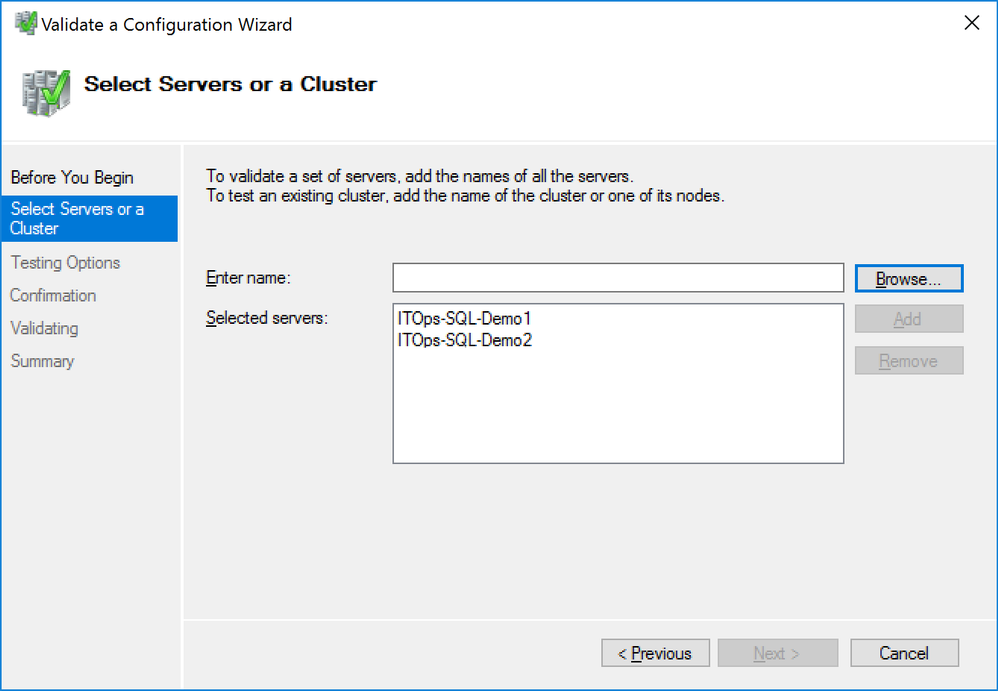 Validate a Configuration Wizard
Select Servers or a Cluster
Before You Begin
Select Servers or a
Cluster
Testing Options
Confirmation
Validating
Summary
To validate a set of servers, add the names of all the servers.
To test an existing cluster, add the name of the cluster or one of its nodes.
Enter name:
Browse...
Selected servers:
ITOps-SQL-Demo1
ITOps-SQL-Demo2
Add
Remove
< Previous
Next >
Cancel